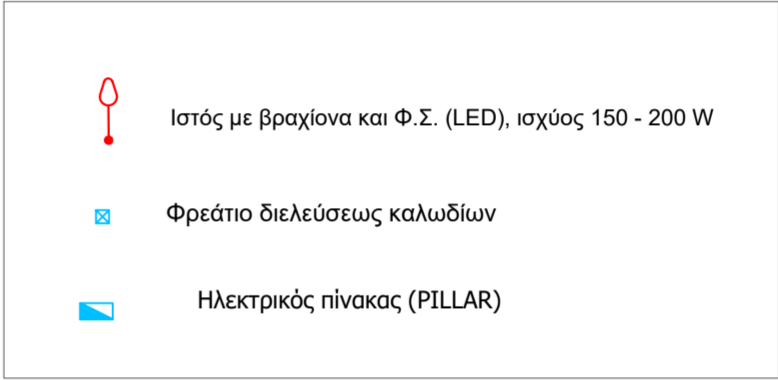 Ιστός με βραχίονα και Φ.Σ. (LED), ισχύος 150 - 200 W
Φρεάτιο διελεύσεως καλωδίων
Ηλεκτρικός πίνακας (PILLAR)